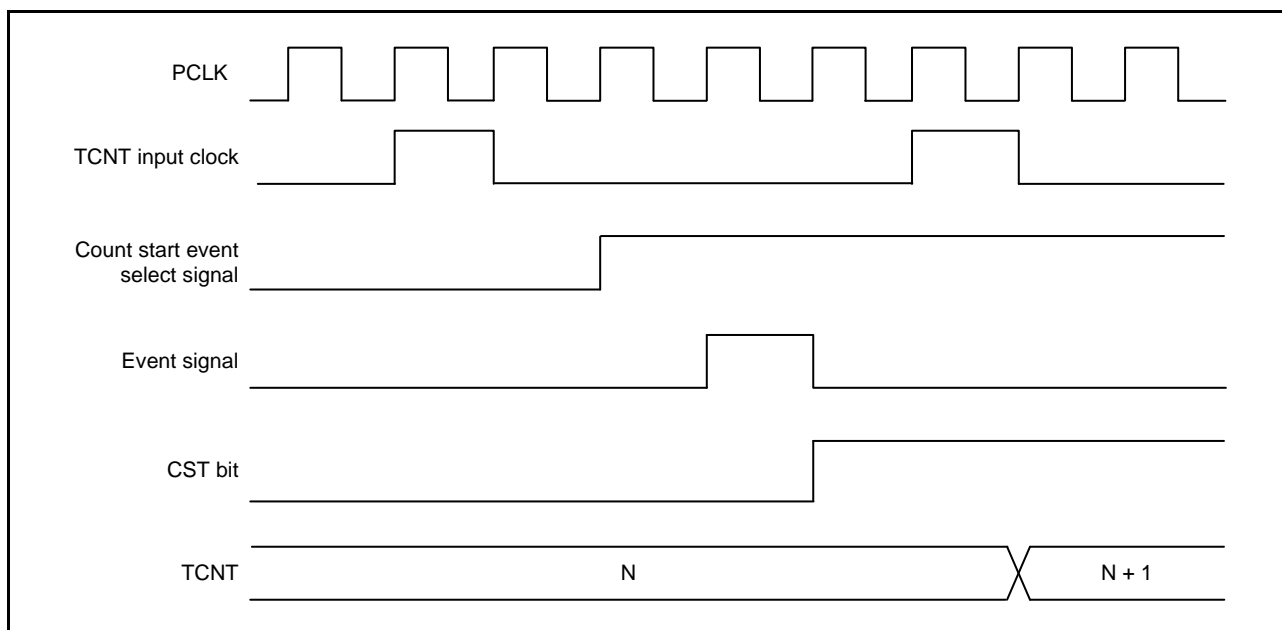 PCLK
TCNT input clock
Count start event
select signal
Event signal
CST bit
TCNT
N
N + 1